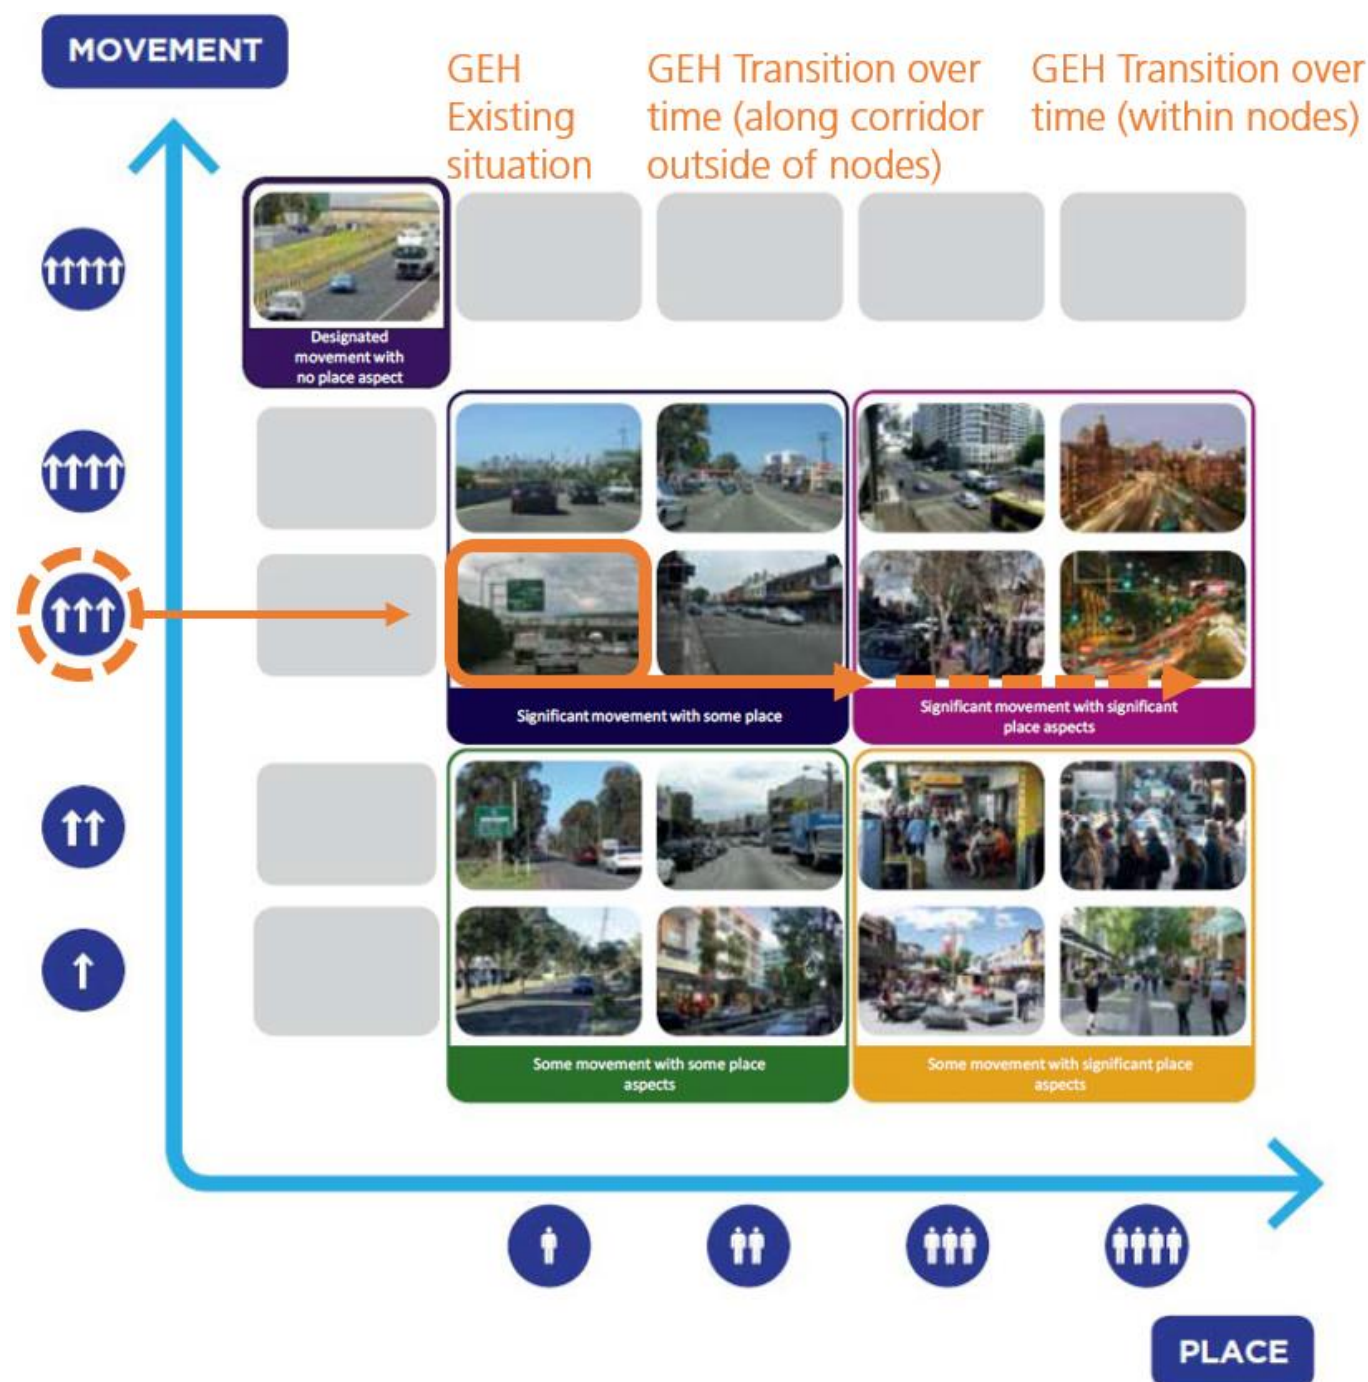 MOVEMENT
GEH
Existing
situation
GEH Transition over
time (along corridor
outside of nodes)
GEH Transition over
time (within nodes)
Designated
movement with
no place aspect
Significant movement with some place
Significant movement with significant
place aspects
Some movement with some place
aspects
Some movement with significant place
aspects
PLACE